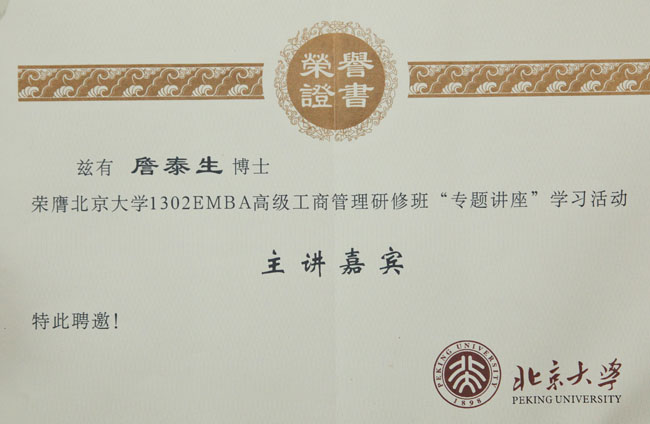 榮譽
證書
兹有 詹泰生 博士
荣膺北京大学1302EMBA高级工商管理研修班“专题讲座”学习活动
主讲嘉宾
特此聘邀!
PEKING UNIVERSITY
1898
北京大学
PEKING UNIVERSITY